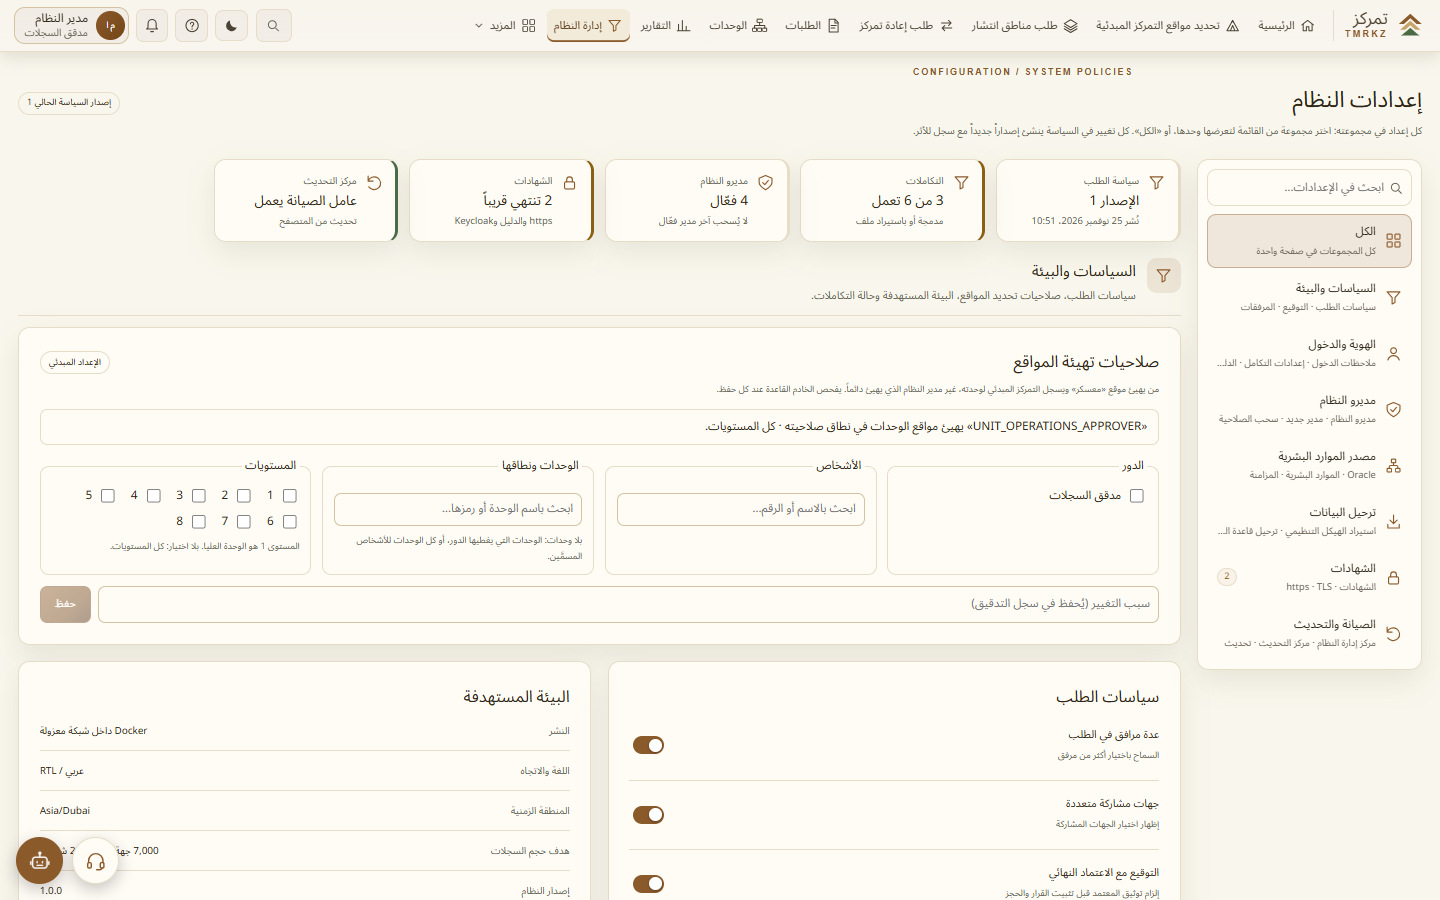 تمركز
TMRKZ
الرئيسية
تحديد مواقع التمركز المبدئية
طلب مناطق انتشار
طلب إعادة تمركز
الطلبات
الوحدات
التقارير
إدارة النظام
المزيد
مدير النظام
مدقق السجلات
م ا
CONFIGURATION / SYSTEM POLICIES
إعدادات النظام
إصدار السياسة الحالي 1
كل إعداد في مجموعته: اختر مجموعة من القائمة لتعرضها وحدها، أو «الكل». كل تغيير في السياسة ينشئ إصداراً جديداً مع سجل للأثر.
ابحث في الإعدادات...
الكل
كل المجموعات في صفحة واحدة
السياسات والبيئة
سياسات الطلب · التوقيع · المرفقات
الهوية والدخول
ملاحظات الدخول · إعدادات التكامل · الدا...
مديرو النظام
مديرو النظام · مدير جديد · سحب الصلاحية
مصدر الموارد البشرية
Oracle · الموارد البشرية · المزامنة
ترحيل البيانات
استيراد الهيكل التنظيمي · ترحيل قاعدة ال...
الشهادات
الشهادات · https · TLS
2
الصيانة والتحديث
مركز إدارة النظام · مركز التحديث · تحديث
سياسة الطلب
الإصدار 1
نُشر 25 نوفمبر 2026، 10:51
التكاملات
3 من 6 تعمل
مدمجة أو باستيراد ملف
مديرو النظام
4 فعّال
لا يُسحب آخر مدير فعّال
الشهادات
2 تنتهي قريباً
https والدليل وKeycloak
مركز التحديث
عامل الصيانة يعمل
تحديث من المتصفح
السياسات والبيئة
سياسات الطلب، صلاحيات تحديد المواقع، البيئة المستهدفة وحالة التكاملات.
صلاحيات تهيئة المواقع
الإعداد المبدئي
من يهيئ موقع «معسكر» ويسجل التمركز المبدئي لوحدته، غير مدير النظام الذي يهيئ دائماً. يفحص الخادم القاعدة عند كل حفظ.
«UNIT_OPERATIONS_APPROVER» يهيئ مواقع الوحدات في نطاق صلاحيته · كل المستويات.
الدور
مدقق السجلات
الأشخاص
ابحث بالاسم أو الرقم...
الوحدات ونطاقها
ابحث باسم الوحدة أو رمزها...
بلا وحدات: الوحدات التي يغطيها الدور، أو كل الوحدات للأشخاص
المسمَّين.
المستويات
1 2 3 4 5
6 7 8
المستوى 1 هو الوحدة العليا. بلا اختيار: كل المستويات.
سبب التغيير (يُحفظ في سجل التدقيق)
حفظ
سياسات الطلب
عدة مرافق في الطلب
السماح باختيار أكثر من مرفق
جهات مشاركة متعددة
إظهار اختيار الجهات المشاركة
التوقيع مع الاعتماد النهائي
إلزام توثيق المعتمد قبل تثبيت القرار والحجز
البيئة المستهدفة
النشر
Docker داخل شبكة معزولة
اللغة والاتجاه
عربي / RTL
المنطقة الزمنية
Asia/Dubai
هدف حجم السجلات
7,000
إصدار النظام
1.0.0